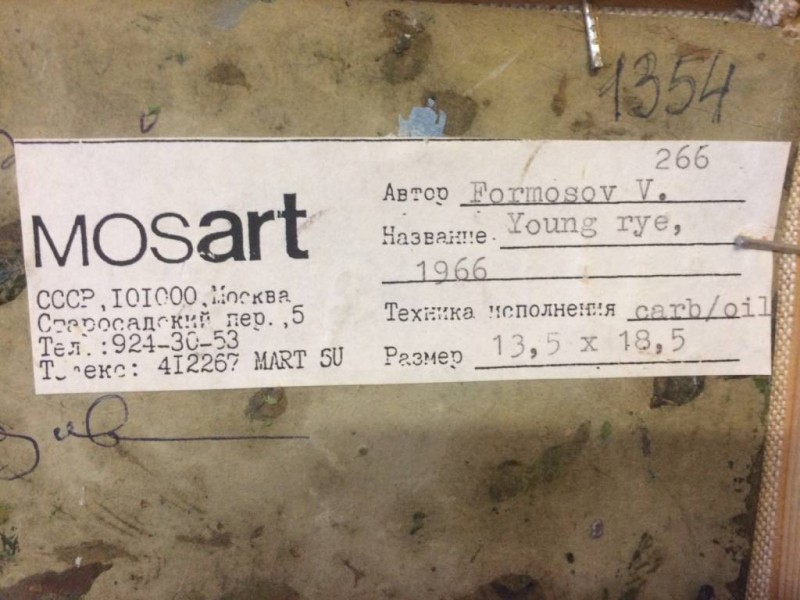 1354
266
MOSart
СССР, 101000, Москва
Старосадский пер., 5
Тел.: 924-30-53
Телекс: 412267 MART SU
Автор Formosov V.
Название Young rye,
1966
Техника исполнения carb/oil
Размер 13,5 x 18,5